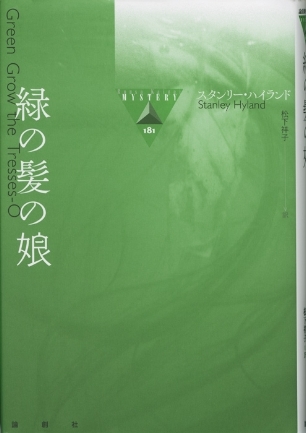 Green Grow the Tresses-O
緑の髪の娘
MYSTERY
181
スタンリー・ハイランド
Stanley Hyland
松下祥子
訳
論創社